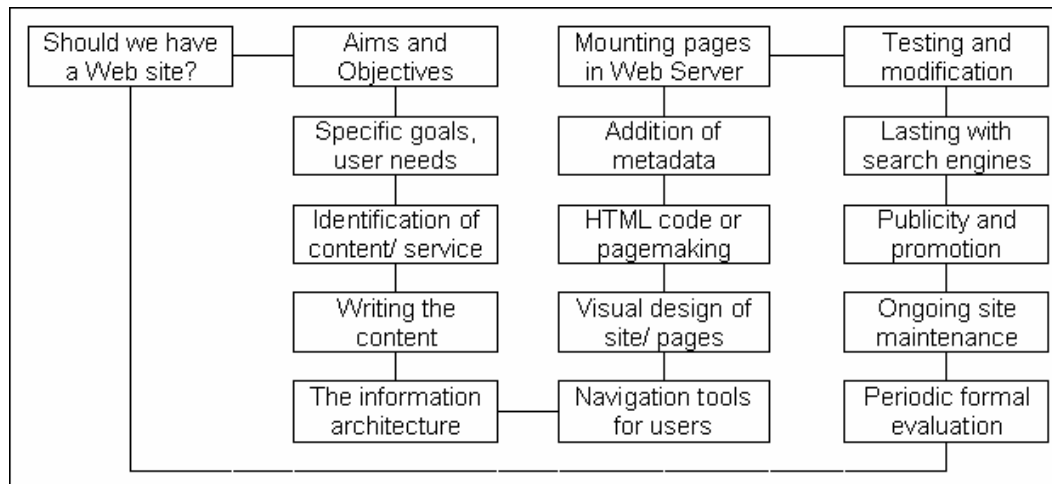 Should we have
a Web site?
Aims and
Objectives
Specific goals,
user needs
Identification of
content/ service
Writing the
content
The information
architecture
Navigation tools
for users
Visual design of
site/ pages
HTML code or
pagemaking
Addition of
metadata
Mounting pages
in Web Server
Testing and
modification
Lasting with
search engines
Publicity and
promotion
Ongoing site
maintenance
Periodic formal
evaluation